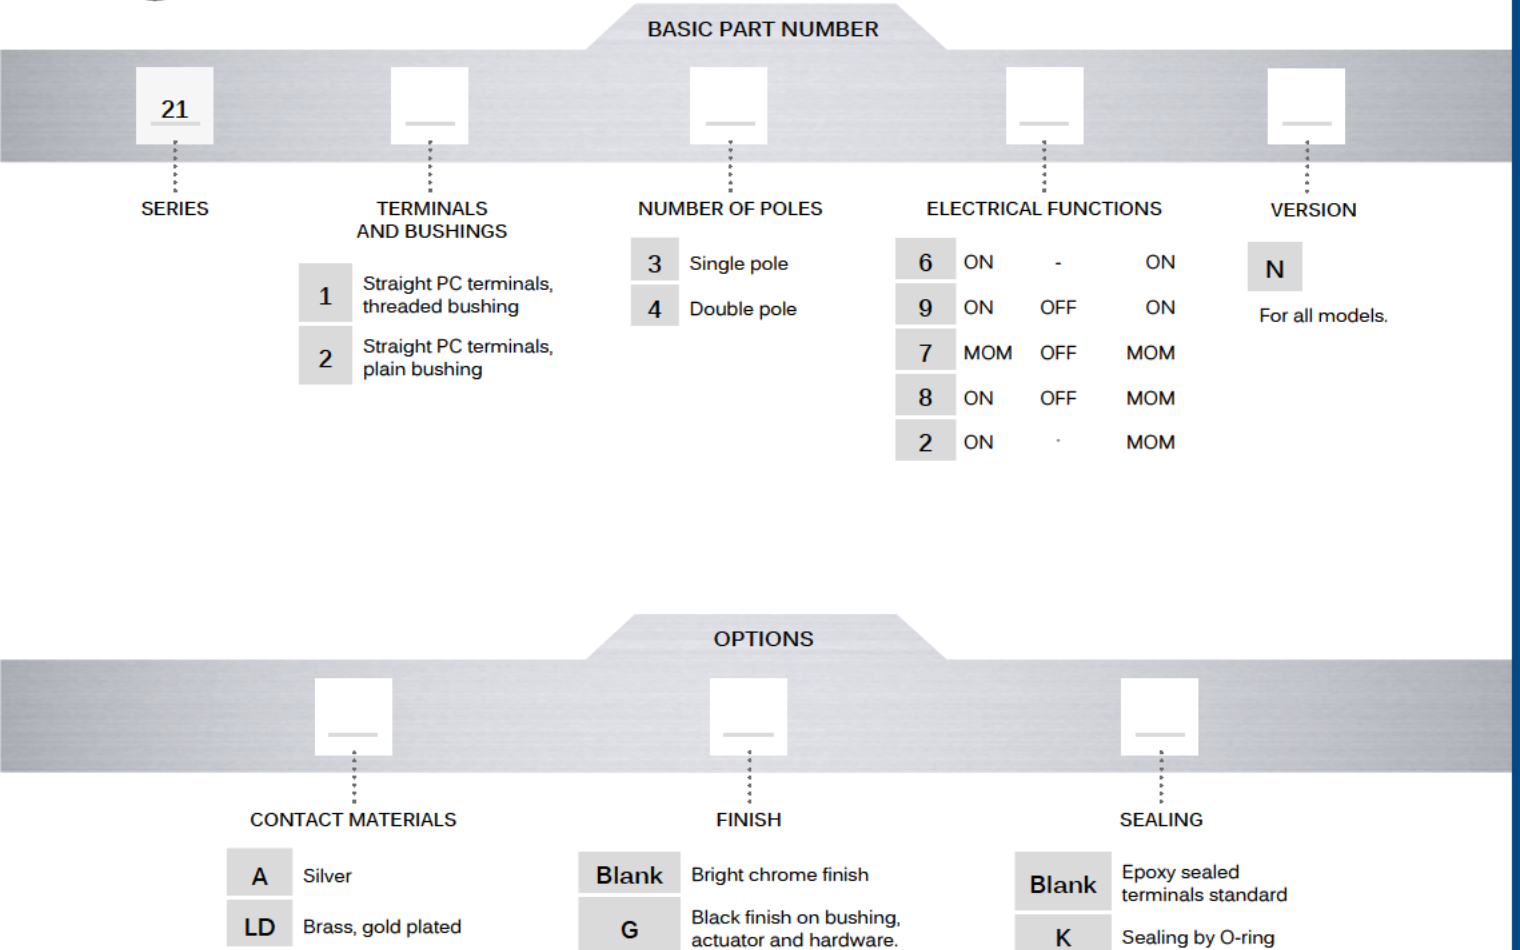 BASIC PART NUMBER
21
SERIES
TERMINALS
AND BUSHINGS
1 Straight PC terminals,
threaded bushing
2 Straight PC terminals,
plain bushing
NUMBER OF POLES
3 Single pole
4 Double pole
ELECTRICAL FUNCTIONS
6 ON - ON
9 ON OFF ON
7 MOM OFF MOM
8 ON OFF MOM
2 ON · MOM
VERSION
N
For all models.
OPTIONS
CONTACT MATERIALS
A Silver
LD Brass, gold plated
FINISH
Blank Bright chrome finish
G Black finish on bushing,
actuator and hardware.
SEALING
Blank Epoxy sealed
terminals standard
K Sealing by O-ring